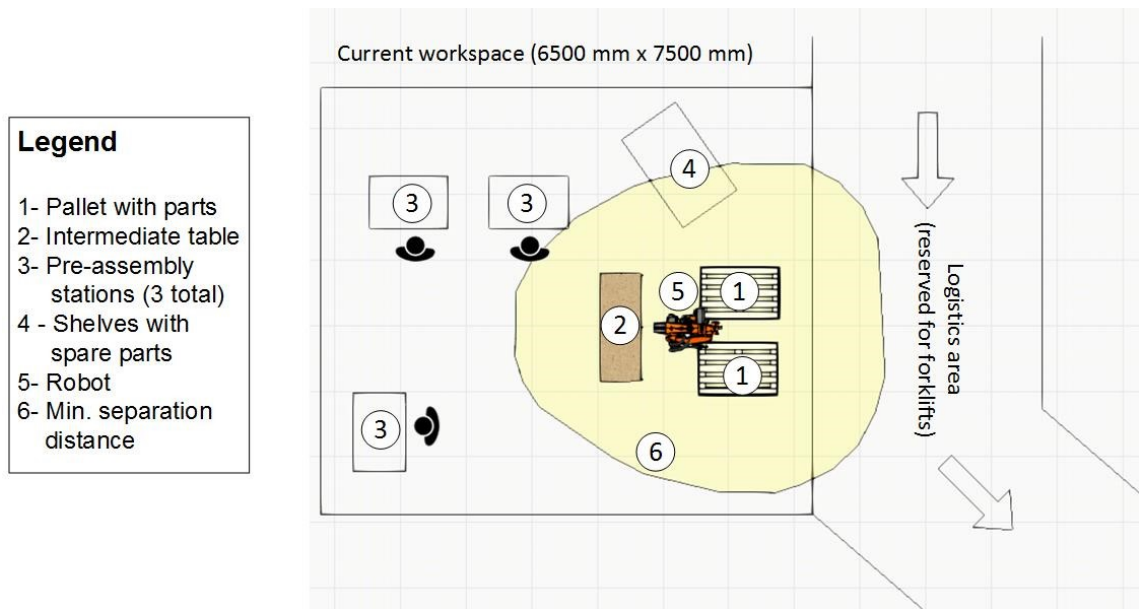 Current workspace (6500 mm x 7500 mm)
Legend
1- Pallet with parts
2- Intermediate table
3- Pre-assembly
stations (3 total)
4 - Shelves with
spare parts
5- Robot
6- Min. separation
distance
4
3
3
5
1
2
1
3
6
Logistics area
(reserved for forklifts)